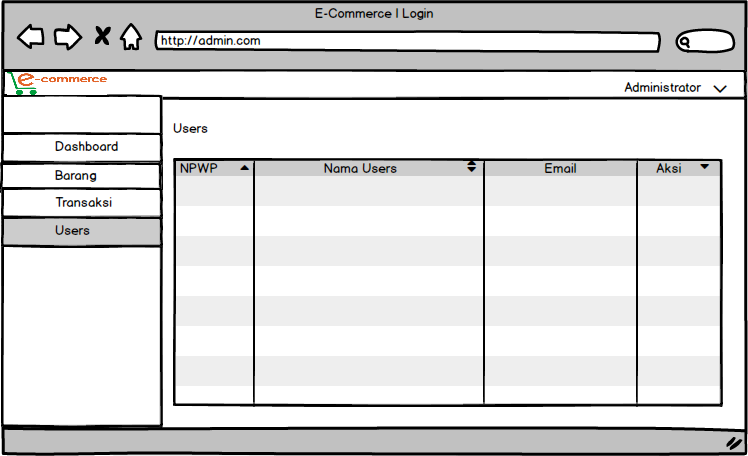 E-Commerce | Login
http://admin.com
e-commerce
Administrator
Users
Dashboard
Barang
Transaksi
Users
NPWP Nama Users Email Aksi